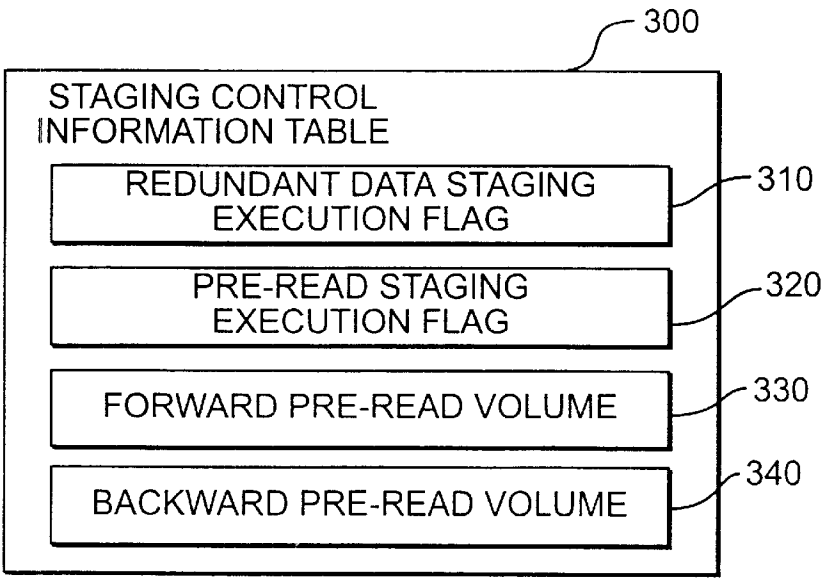 300
STAGING CONTROL
INFORMATION TABLE
REDUNDANT DATA STAGING
EXECUTION FLAG
310
PRE-READ STAGING
EXECUTION FLAG
320
FORWARD PRE-READ VOLUME
330
BACKWARD PRE-READ VOLUME
340